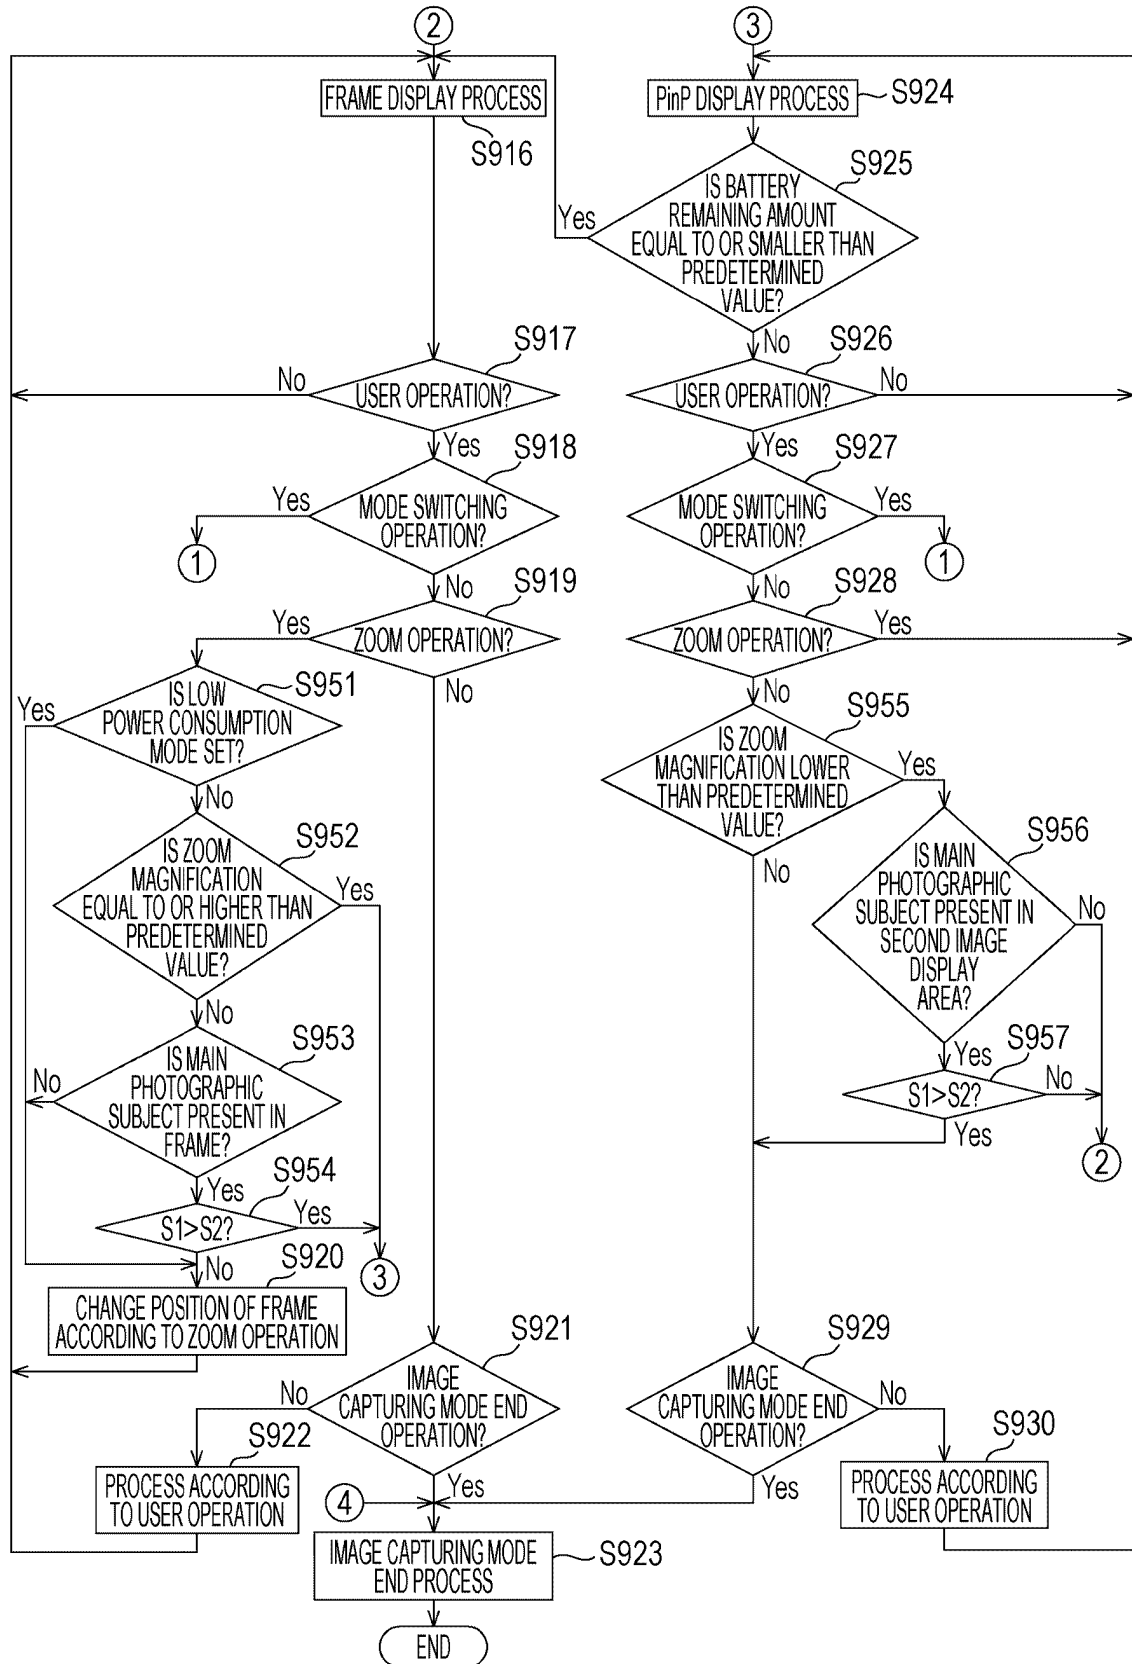 2
3
FRAME DISPLAY PROCESS
S916
PinP DISPLAY PROCESS
S924
S925
IS BATTERY
REMAINING AMOUNT
EQUAL TO OR SMALLER THAN
PREDETERMINED
VALUE?
Yes
No
S917
USER OPERATION?
No
Yes
S926
USER OPERATION?
No
Yes
S918
MODE SWITCHING
OPERATION?
Yes
1
No
S927
MODE SWITCHING
OPERATION?
Yes
1
No
S919
ZOOM OPERATION?
Yes
No
S928
ZOOM OPERATION?
Yes
No
S951
IS LOW
POWER CONSUMPTION
MODE SET?
Yes
No
S955
IS ZOOM
MAGNIFICATION LOWER
THAN PREDETERMINED
VALUE?
Yes
No
S952
IS ZOOM
MAGNIFICATION
EQUAL TO OR HIGHER THAN
PREDETERMINED
VALUE?
Yes
No
S956
IS MAIN
PHOTOGRAPHIC
SUBJECT PRESENT IN
SECOND IMAGE
DISPLAY
AREA?
No
Yes
S953
IS MAIN
PHOTOGRAPHIC
SUBJECT PRESENT IN
FRAME?
No
Yes
S957
S1>S2?
No
Yes
2
S954
S1>S2?
Yes
No
3
S920
CHANGE POSITION OF FRAME
ACCORDING TO ZOOM OPERATION
S921
IMAGE
CAPTURING MODE END
OPERATION?
No
Yes
S929
IMAGE
CAPTURING MODE END
OPERATION?
No
Yes
S922
PROCESS ACCORDING
TO USER OPERATION
4
S930
PROCESS ACCORDING
TO USER OPERATION
IMAGE CAPTURING MODE
END PROCESS
S923
END